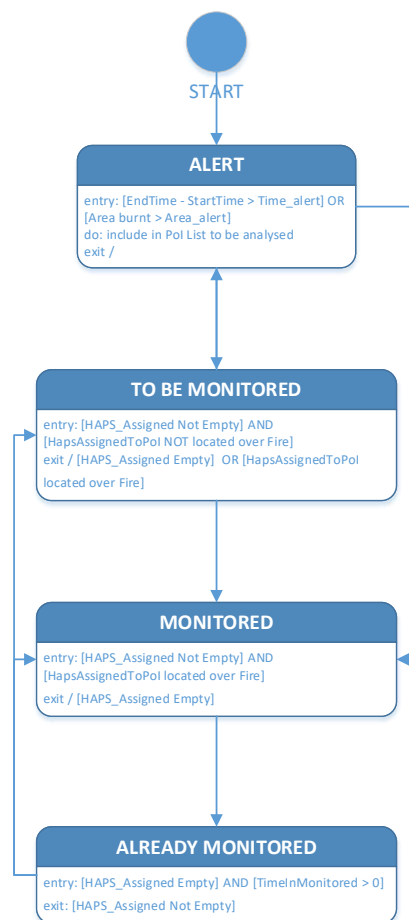 START
ALERT
entry: [EndTime - StartTime > Time_alert] OR
[Area burnt > Area_alert]
do: include in PoI List to be analysed
exit /
TO BE MONITORED
entry: [HAPS_Assigned Not Empty] AND
[HapsAssignedToPoI NOT located over Fire]
exit / [HAPS_Assigned Empty]  OR [HapsAssignedToPoI
located over Fire]
MONITORED
entry: [HAPS_Assigned Not Empty] AND
[HapsAssignedToPoI located over Fire]
exit / [HAPS_Assigned Empty]
ALREADY MONITORED
entry: [HAPS_Assigned Empty] AND [TimeInMonitored > 0]
exit: [HAPS_Assigned Not Empty]